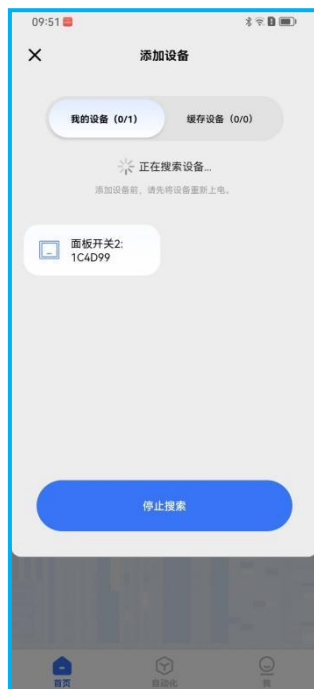 09:51
添加设备
我的设备（0/1）
缓存设备（0/0）
正在搜索设备...
添加设备前，请先将设备重新上电。
面板开关2:
1C4D99
停止搜索
首页
自动化
我